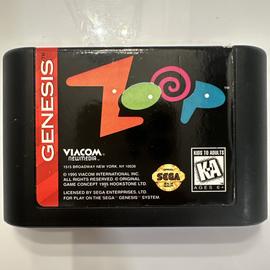 GENESIS
ZOOP
VIACOM
newmedia™
1515 BROADWAY NEW YORK, NY 10036
© 1995 VIACOM INTERNATIONAL INC.
ALL RIGHTS RESERVED. © ORIGINAL
GAME CONCEPT 1995 HOOKSTONE LTD.
LICENSED BY SEGA ENTERPRISES, LTD.
FOR PLAY ON THE SEGA™ GENESIS™ SYSTEM.
SEGA
KIDS TO ADULTS
K-A
AGES 6+